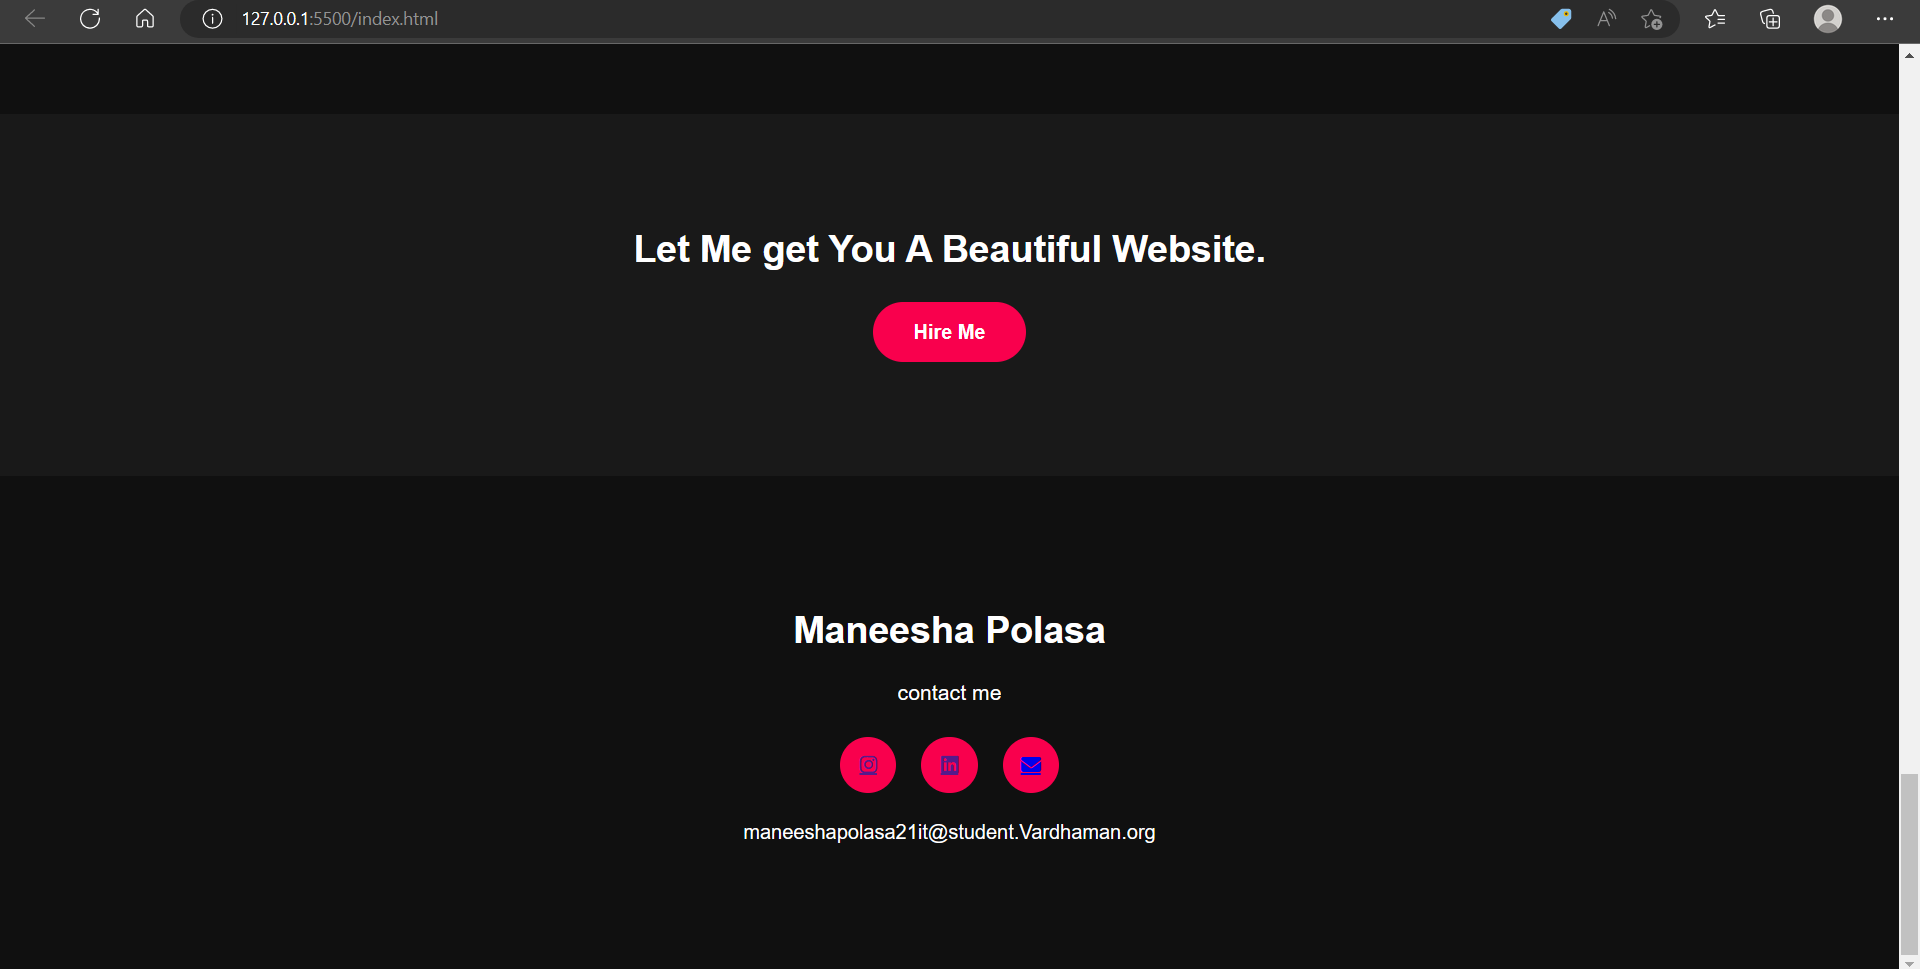 127.0.0.1:5500/index.html
Let Me get You A Beautiful Website.
Hire Me
Maneesha Polasa
contact me
maneeshapolasa21it@student.Vardhaman.org